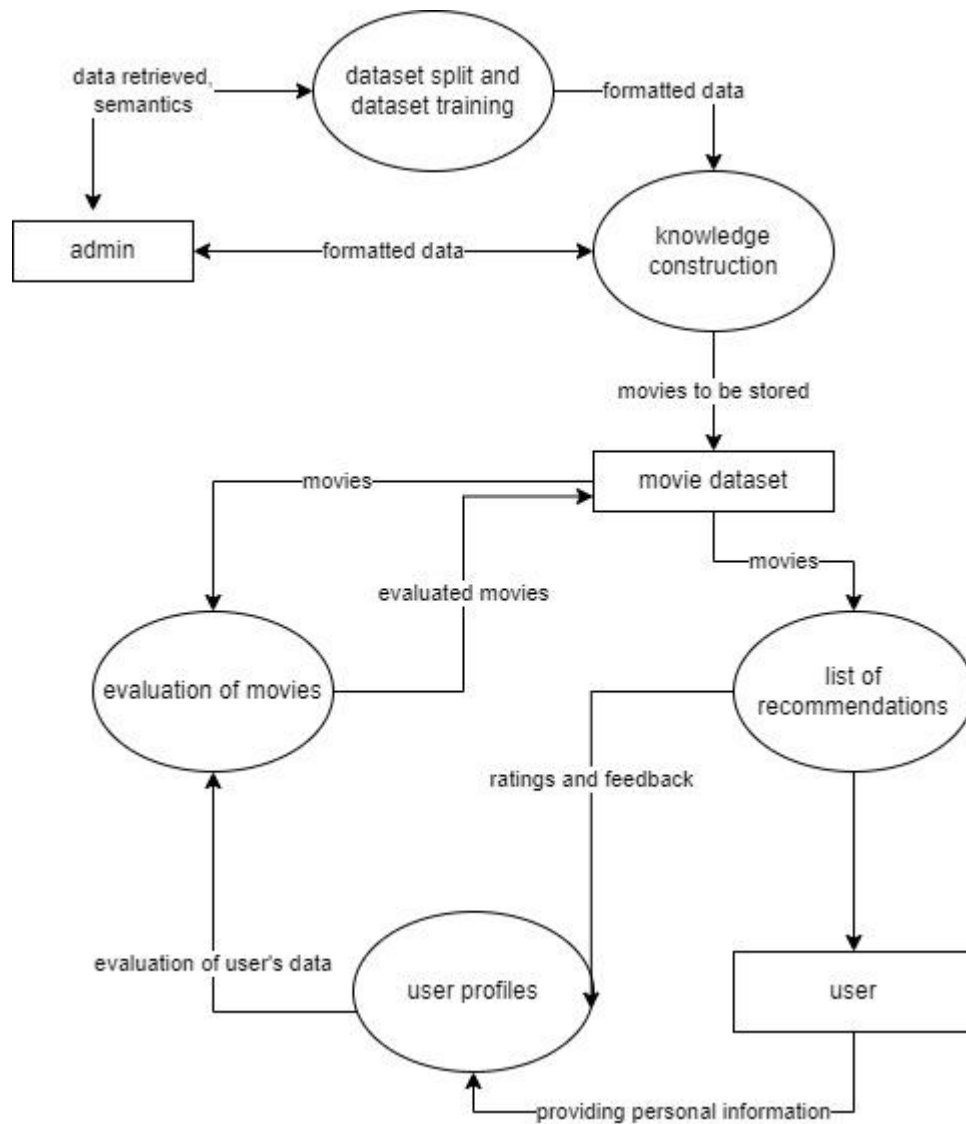 data retrieved,
semantics
dataset split and
dataset training
formatted data
admin
formatted data
knowledge
construction
movies to be stored
movies
movie dataset
movies
evaluated movies
evaluation of movies
list of
recommendations
ratings and feedback
evaluation of user's data
user profiles
user
providing personal information